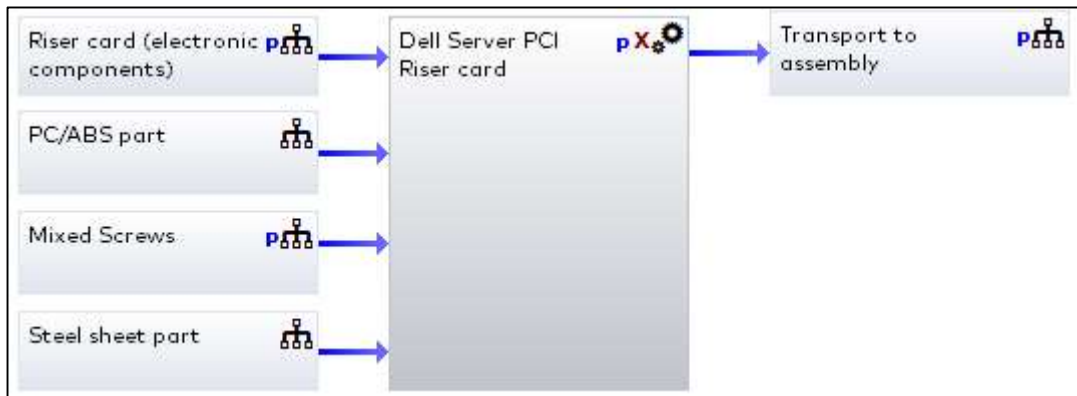 Riser card (electronic p
components)
PC/ABS part
Mixed Screws p
Steel sheet part
Dell Server PCI p X
Riser card
Transport to p
assembly